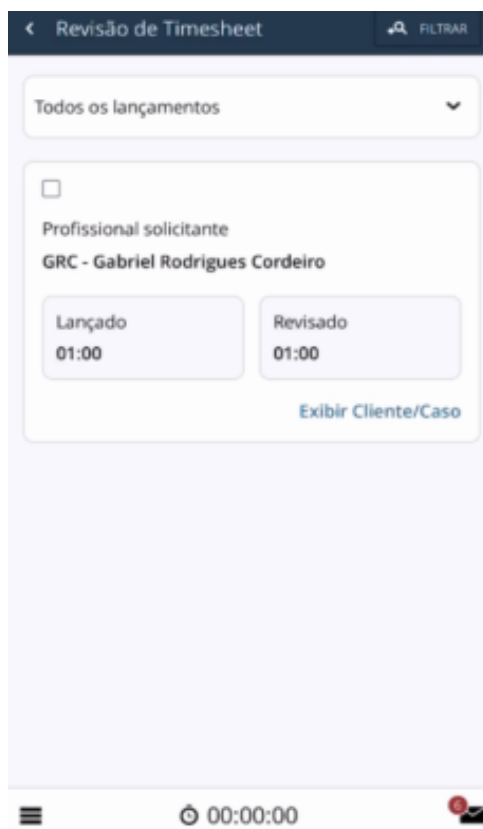 Revisão de Timesheet
FILTRAR
Todos os lançamentos
Profissional solicitante
GRC - Gabriel Rodrigues Cordeiro
Lançado
01:00
Revisado
01:00
Exibir Cliente/Caso
00:00:00
6